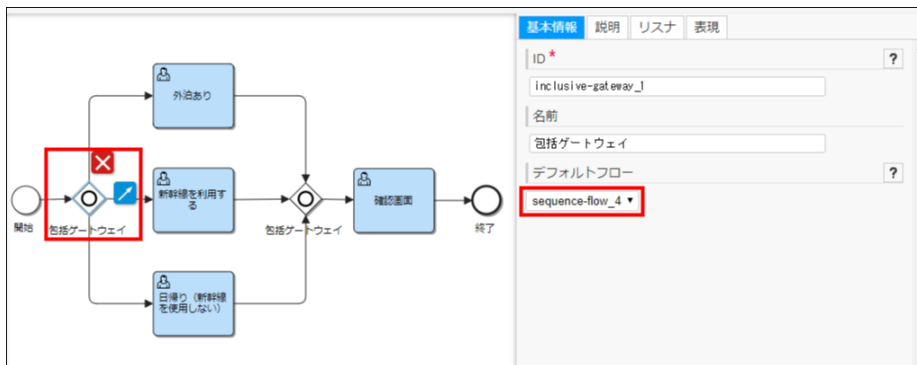 基本情報
説明
リスナ
表現
ID*
?
inclusive-gateway_1
名前
包括ゲートウェイ
デフォルトフロー
?
sequence-flow_4
外泊あり
新幹線を利用す
る
確認画面
開始
包括ゲートウェイ
包括ゲートウェイ
終了
日帰り（新幹線
を使用しない）